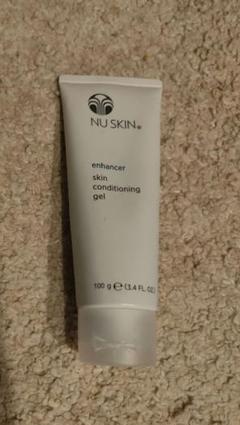 NU SKIN®
enhancer
skin
conditioning
gel
100 g ℮ (3.4 FL. OZ.)